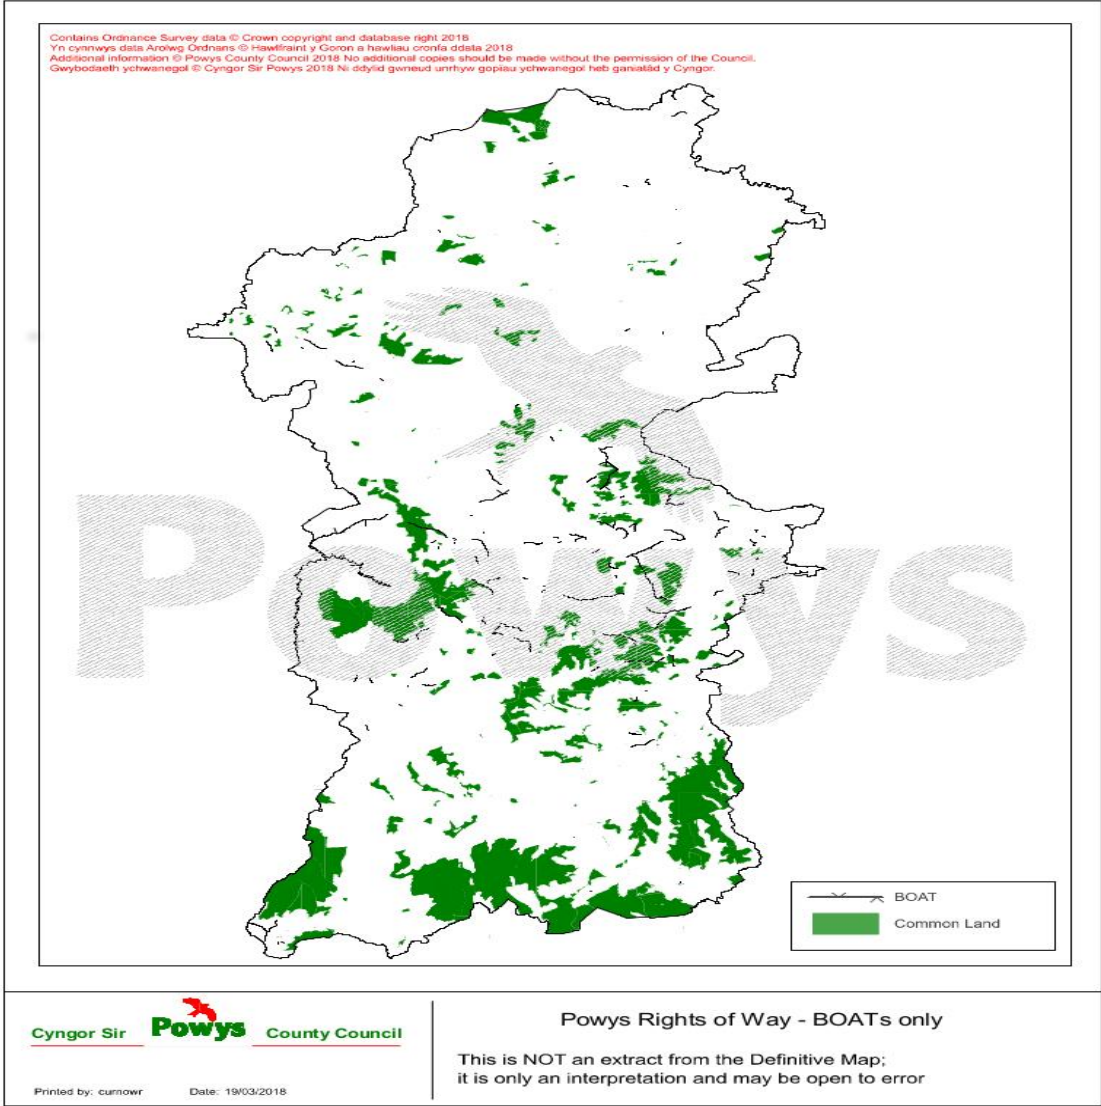 Contains Ordnance Survey data © Crown copyright and database right 2018
Yn cynnwys data Arolwg Ordnans © Hawlfraint y Goron a hawliau cronfa ddata 2018
Additional information © Powys County Council 2018 No additional copies should be made without the permission of the Council.
Gwybodaeth ychwanegol © Cyngor Sir Powys 2018 Ni ddylid gwneud unrhyw gopïau ychwanegol heb ganiatâd y Cyngor.
Powys
BOAT
Common Land
Cyngor Sir Powys County Council
Printed by: curnowr Date: 19/03/2018
Powys Rights of Way - BOATs only
This is NOT an extract from the Definitive Map;
it is only an interpretation and may be open to error